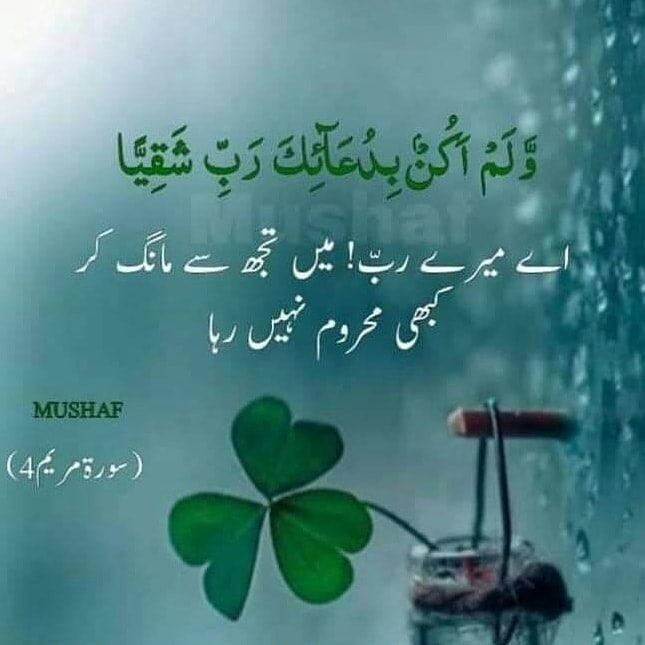 وَّلَمْ اَكُنْۢ بِدُعَآئِكَ رَبِّ شَقِيًّا
Mushaf
اے میرے ربّ! میں تجھ سے مانگ کر
کبھی محروم نہیں رہا
MUSHAF
(سورۃ مریم 4)